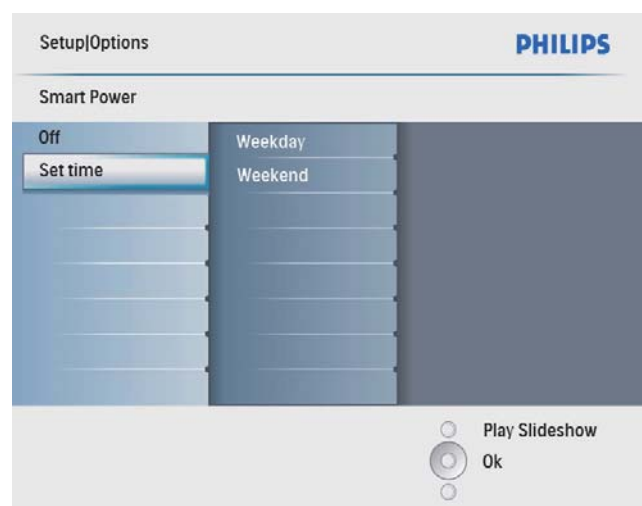 Setup|Options
PHILIPS
Smart Power
Off
Set time
Weekday
Weekend
Play Slideshow
Ok